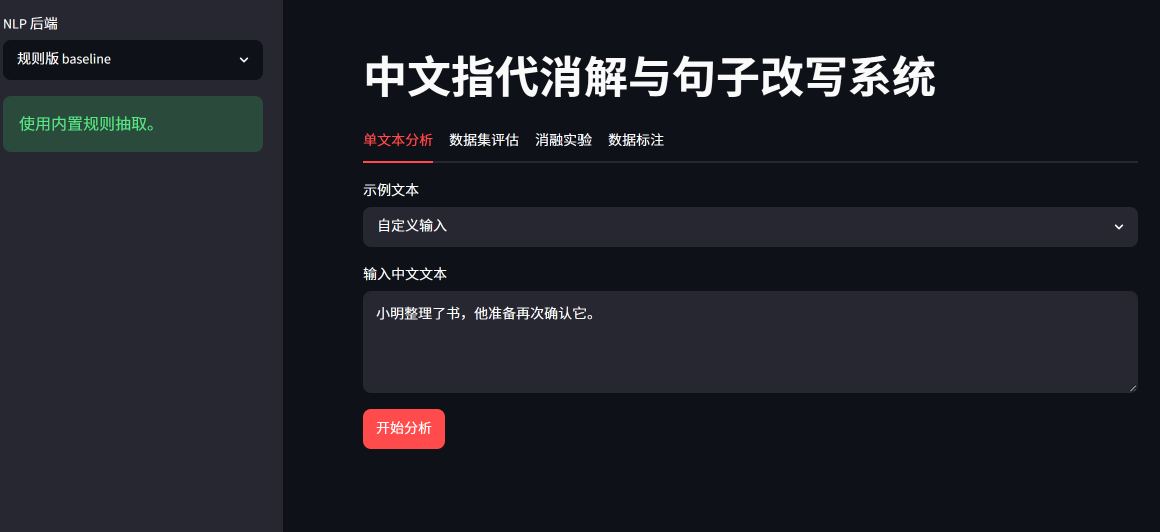 NLP 后端
规则版 baseline
使用内置规则抽取。
中文指代消解与句子改写系统
单文本分析 数据集评估 消融实验 数据标注
示例文本
自定义输入
输入中文文本
小明整理了书，他准备再次确认它。
开始分析